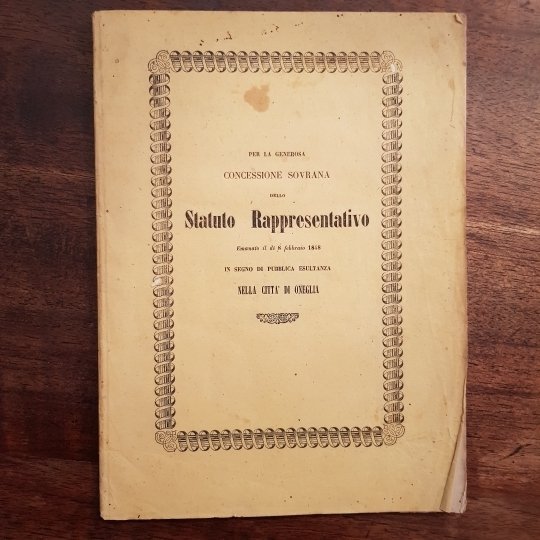 PER LA GENEROSA
CONCESSIONE SOVRANA
DELLO
Statuto Rappresentativo
Emanato il dì 8 febbraio 1848
IN SEGNO DI PUBBLICA ESULTANZA
NELLA CITTA' DI ONEGLIA